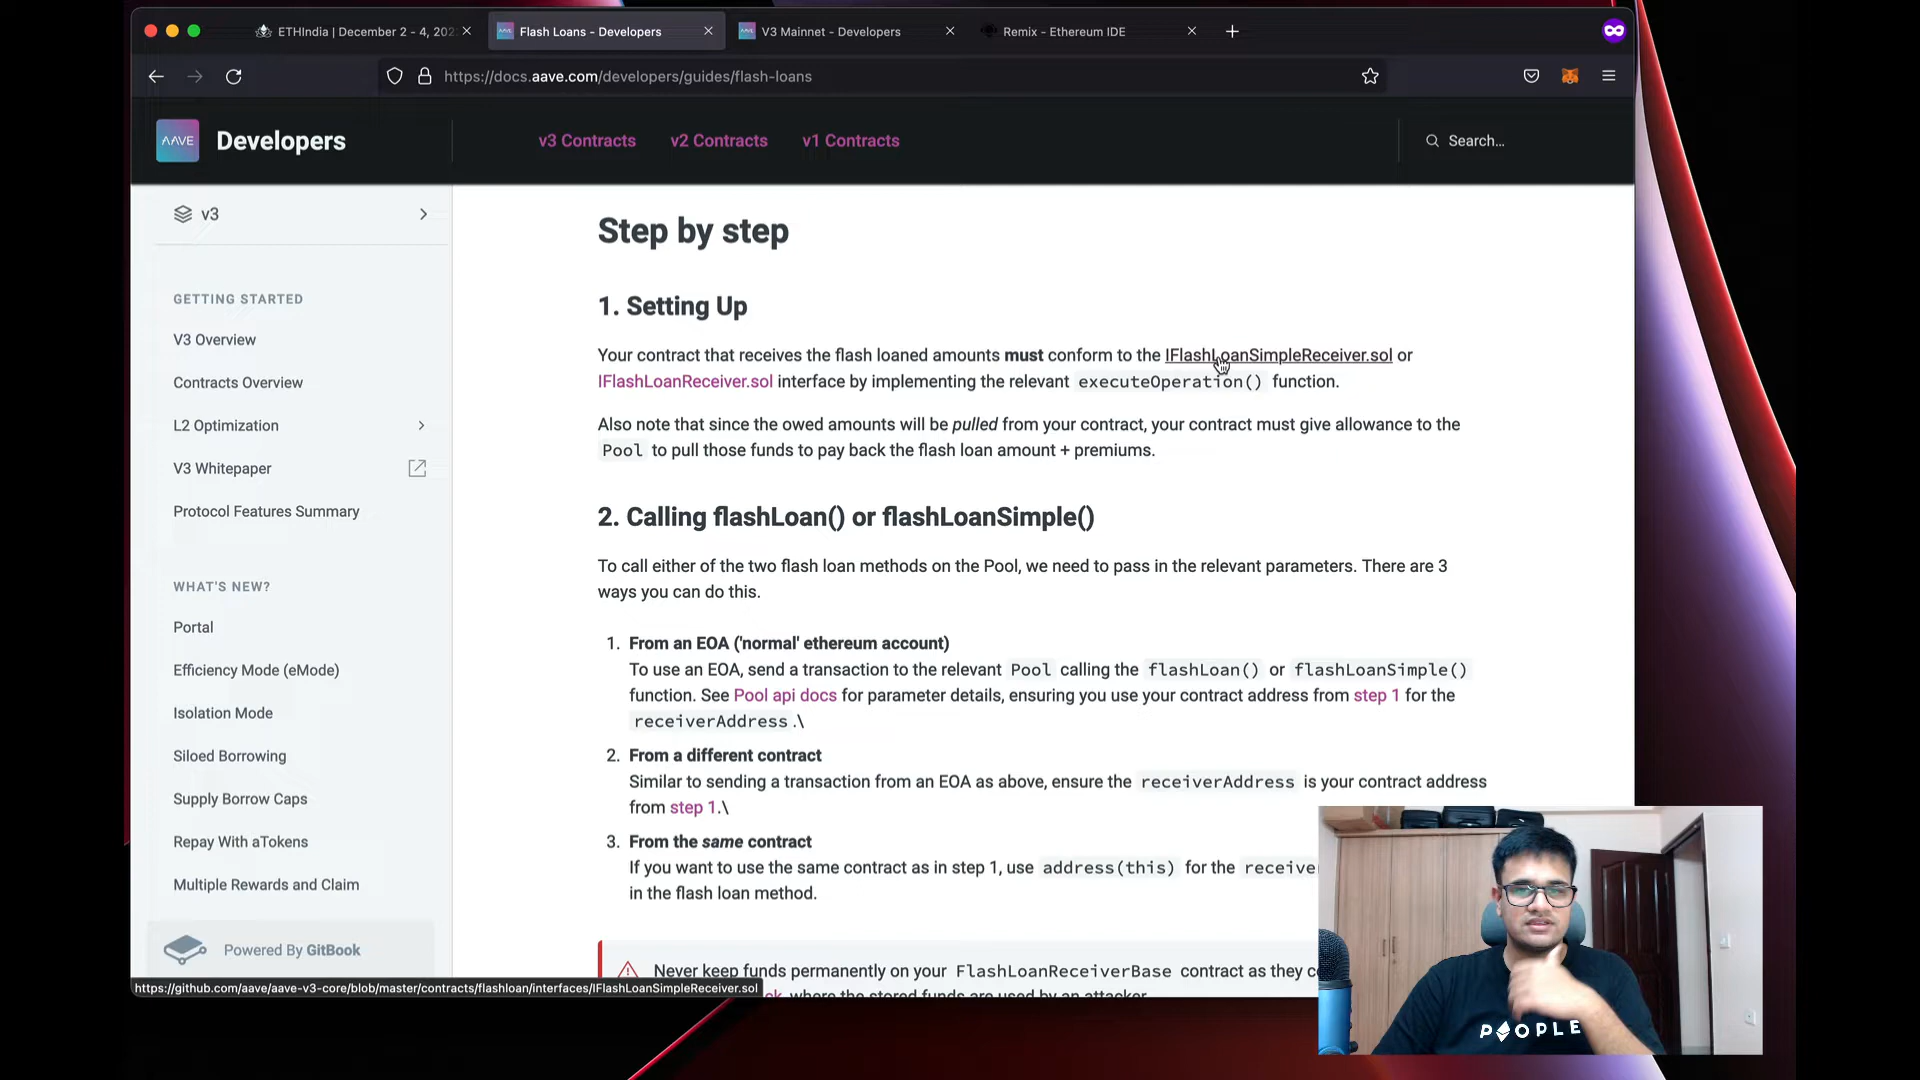 ETHIndia | December 2 - 4, 202
Flash Loans - Developers
V3 Mainnet - Developers
Remix - Ethereum IDE
https://docs.aave.com/developers/guides/flash-loans
AAVE
Developers
v3 Contracts
v2 Contracts
v1 Contracts
Search...
v3
GETTING STARTED
V3 Overview
Contracts Overview
L2 Optimization
V3 Whitepaper
Protocol Features Summary
WHAT'S NEW?
Portal
Efficiency Mode (eMode)
Isolation Mode
Siloed Borrowing
Supply Borrow Caps
Repay With aTokens
Multiple Rewards and Claim
Powered By GitBook
Step by step
1. Setting Up
Your contract that receives the flash loaned amounts must conform to the IFlashLoanSimpleReceiver.sol or
IFlashLoanReceiver.sol interface by implementing the relevant executeOperation() function.
Also note that since the owed amounts will be pulled from your contract, your contract must give allowance to the
Pool to pull those funds to pay back the flash loan amount + premiums.
2. Calling flashLoan() or flashLoanSimple()
To call either of the two flash loan methods on the Pool, we need to pass in the relevant parameters. There are 3
ways you can do this.
1. From an EOA ('normal' ethereum account)
To use an EOA, send a transaction to the relevant Pool calling the flashLoan() or flashLoanSimple()
function. See Pool api docs for parameter details, ensuring you use your contract address from step 1 for the
receiverAddress.\
2. From a different contract
Similar to sending a transaction from an EOA as above, ensure the receiverAddress is your contract address
from step 1.\
3. From the same contract
If you want to use the same contract as in step 1, use address(this) for the receive
in the flash loan method.
Never keep funds permanently on your FlashLoanReceiverBase contract as they c
where the stored funds are used by an attacker
https://github.com/aave/aave-v3-core/blob/master/contracts/flashloan/interfaces/IFlashLoanSimpleReceiver.sol
PEOPLE